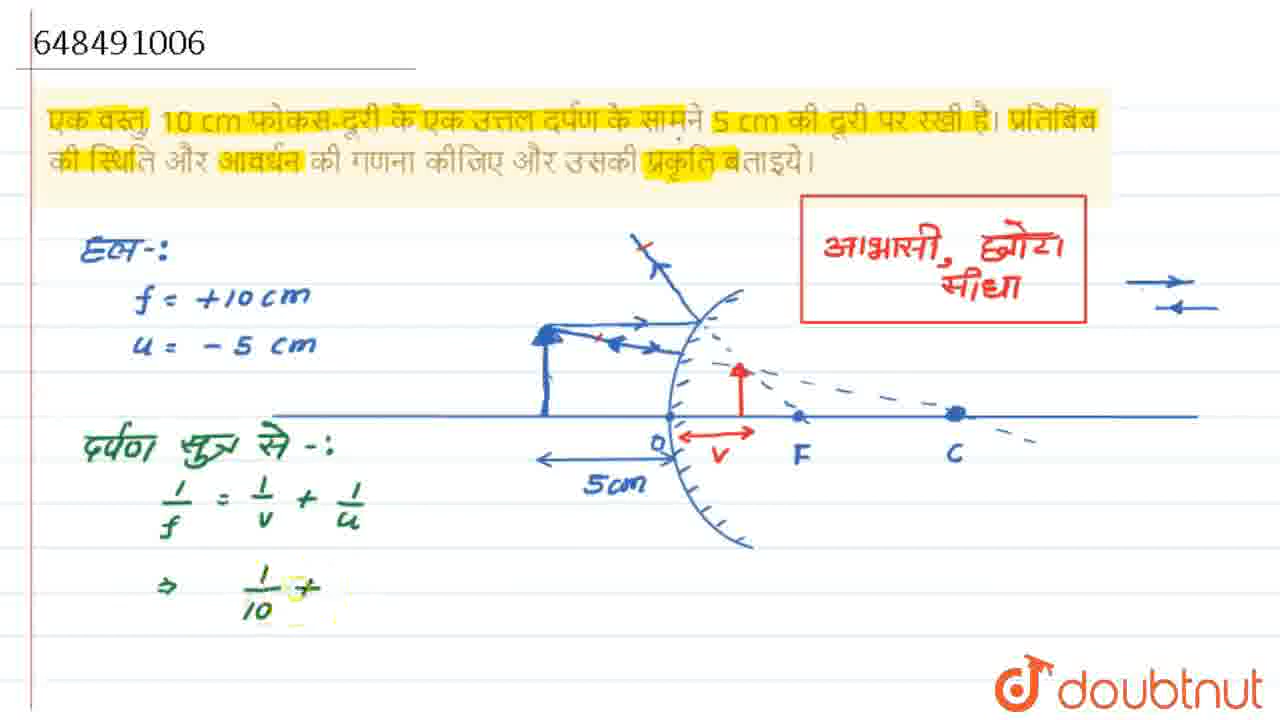 648491006
एक वस्तु, 10 cm फोकस-दूरी के एक उत्तल दर्पण के सामने 5 cm की दूरी पर रखी है। प्रतिबिंब
की स्थिति और आवर्धन की गणना कीजिए और उसकी प्रकृति बताइये।
हल-:
f = +10 cm
u = - 5 cm
आभासी, छोटा
सीधा
O
V
F
C
5cm
दर्पण सूत्र से -:
1/f = 1/v + 1/u
⇒ 1/10 +
doubtnut